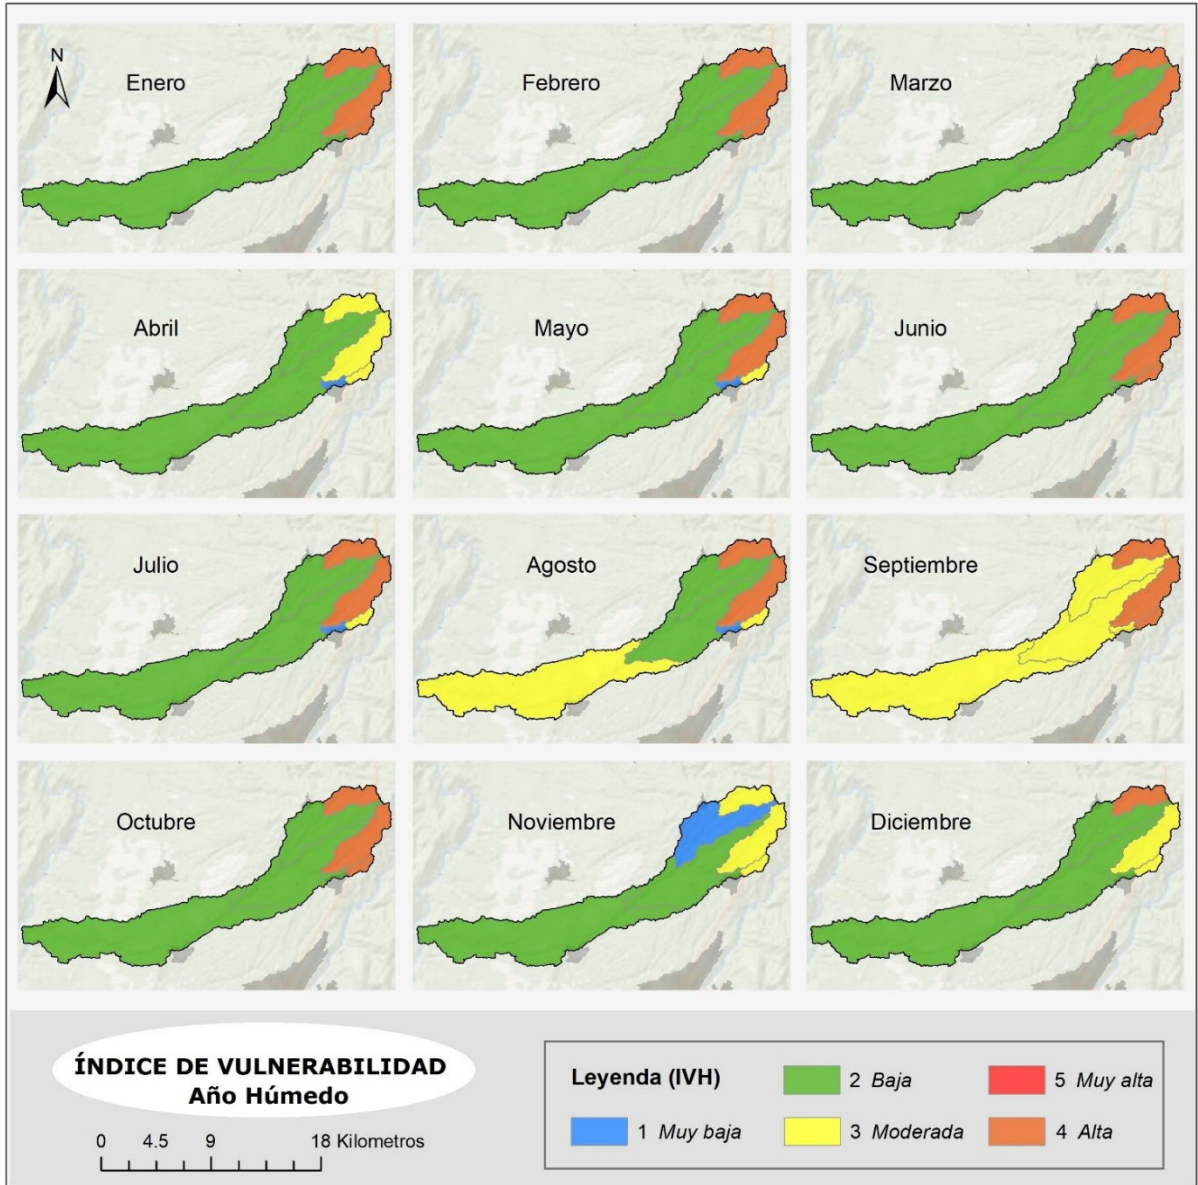 N
Enero
Febrero
Marzo
Abril
Mayo
Junio
Julio
Agosto
Septiembre
Octubre
Noviembre
Diciembre
ÍNDICE DE VULNERABILIDAD
Año Húmedo
0 4.5 9 18 Kilometros
Leyenda (IVH)
1 Muy baja
2 Baja
3 Moderada
5 Muy alta
4 Alta